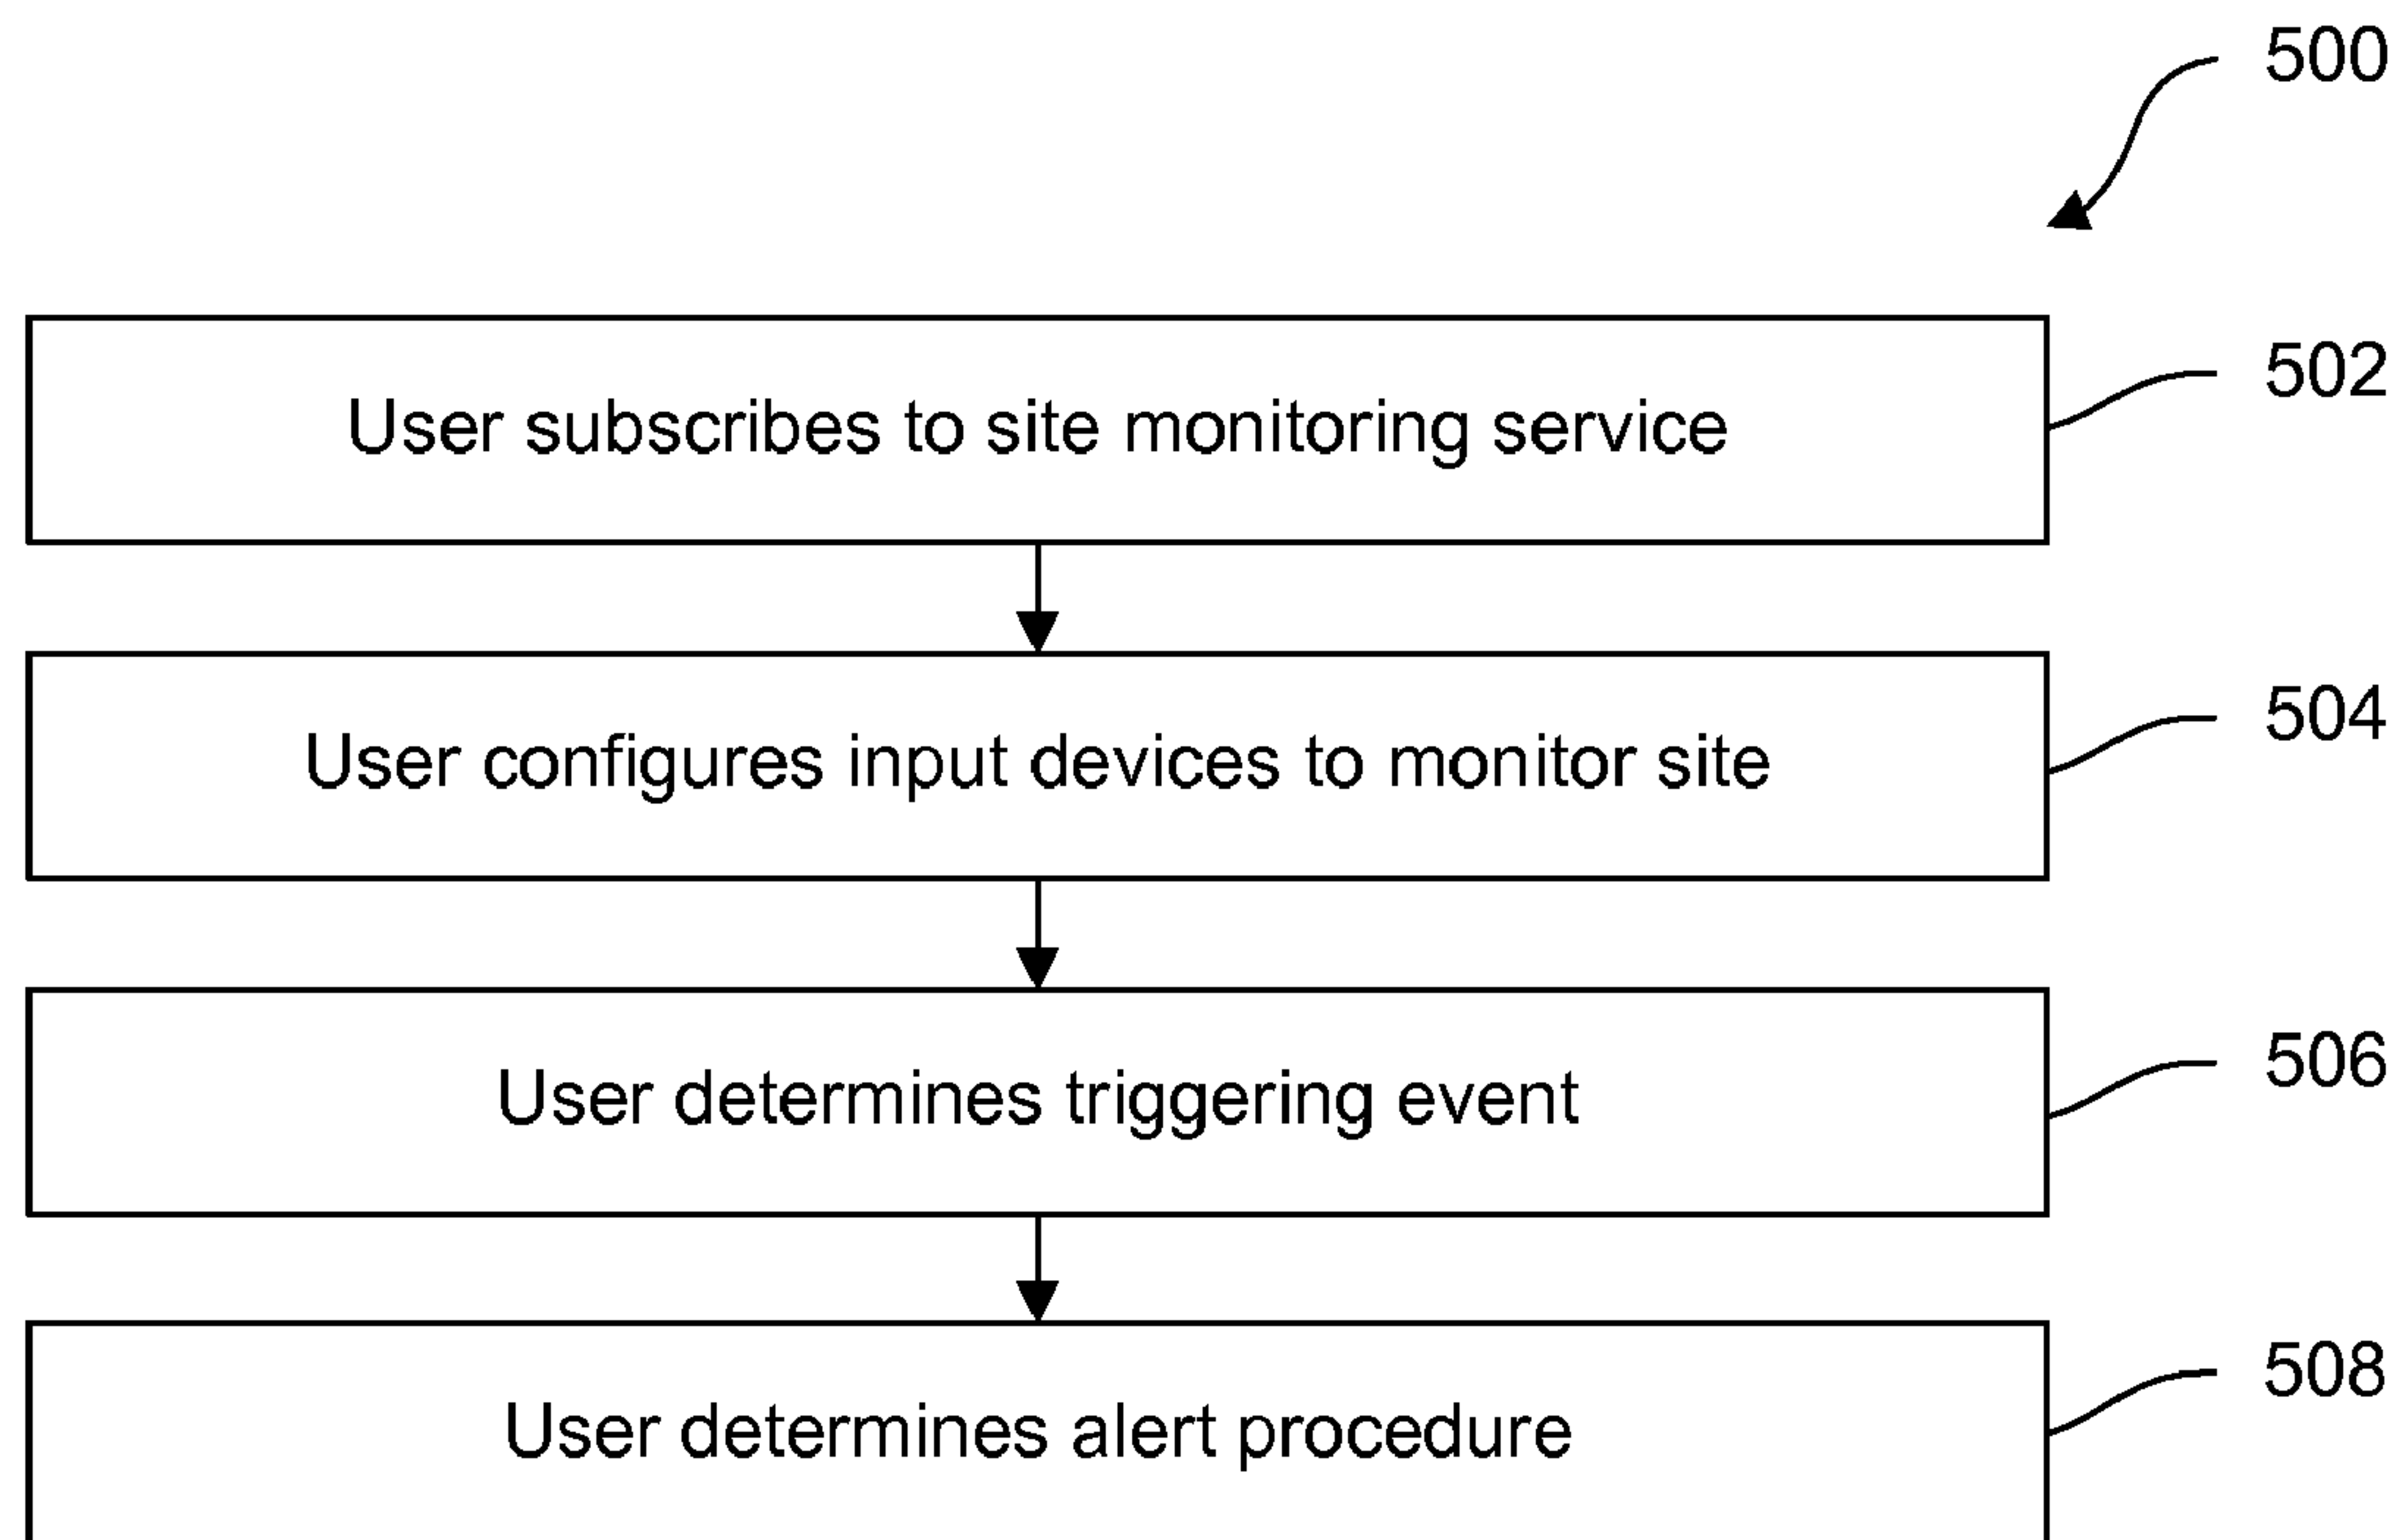 500
User subscribes to site monitoring service
502
User configures input devices to monitor site
504
User determines triggering event
506
User determines alert procedure
508